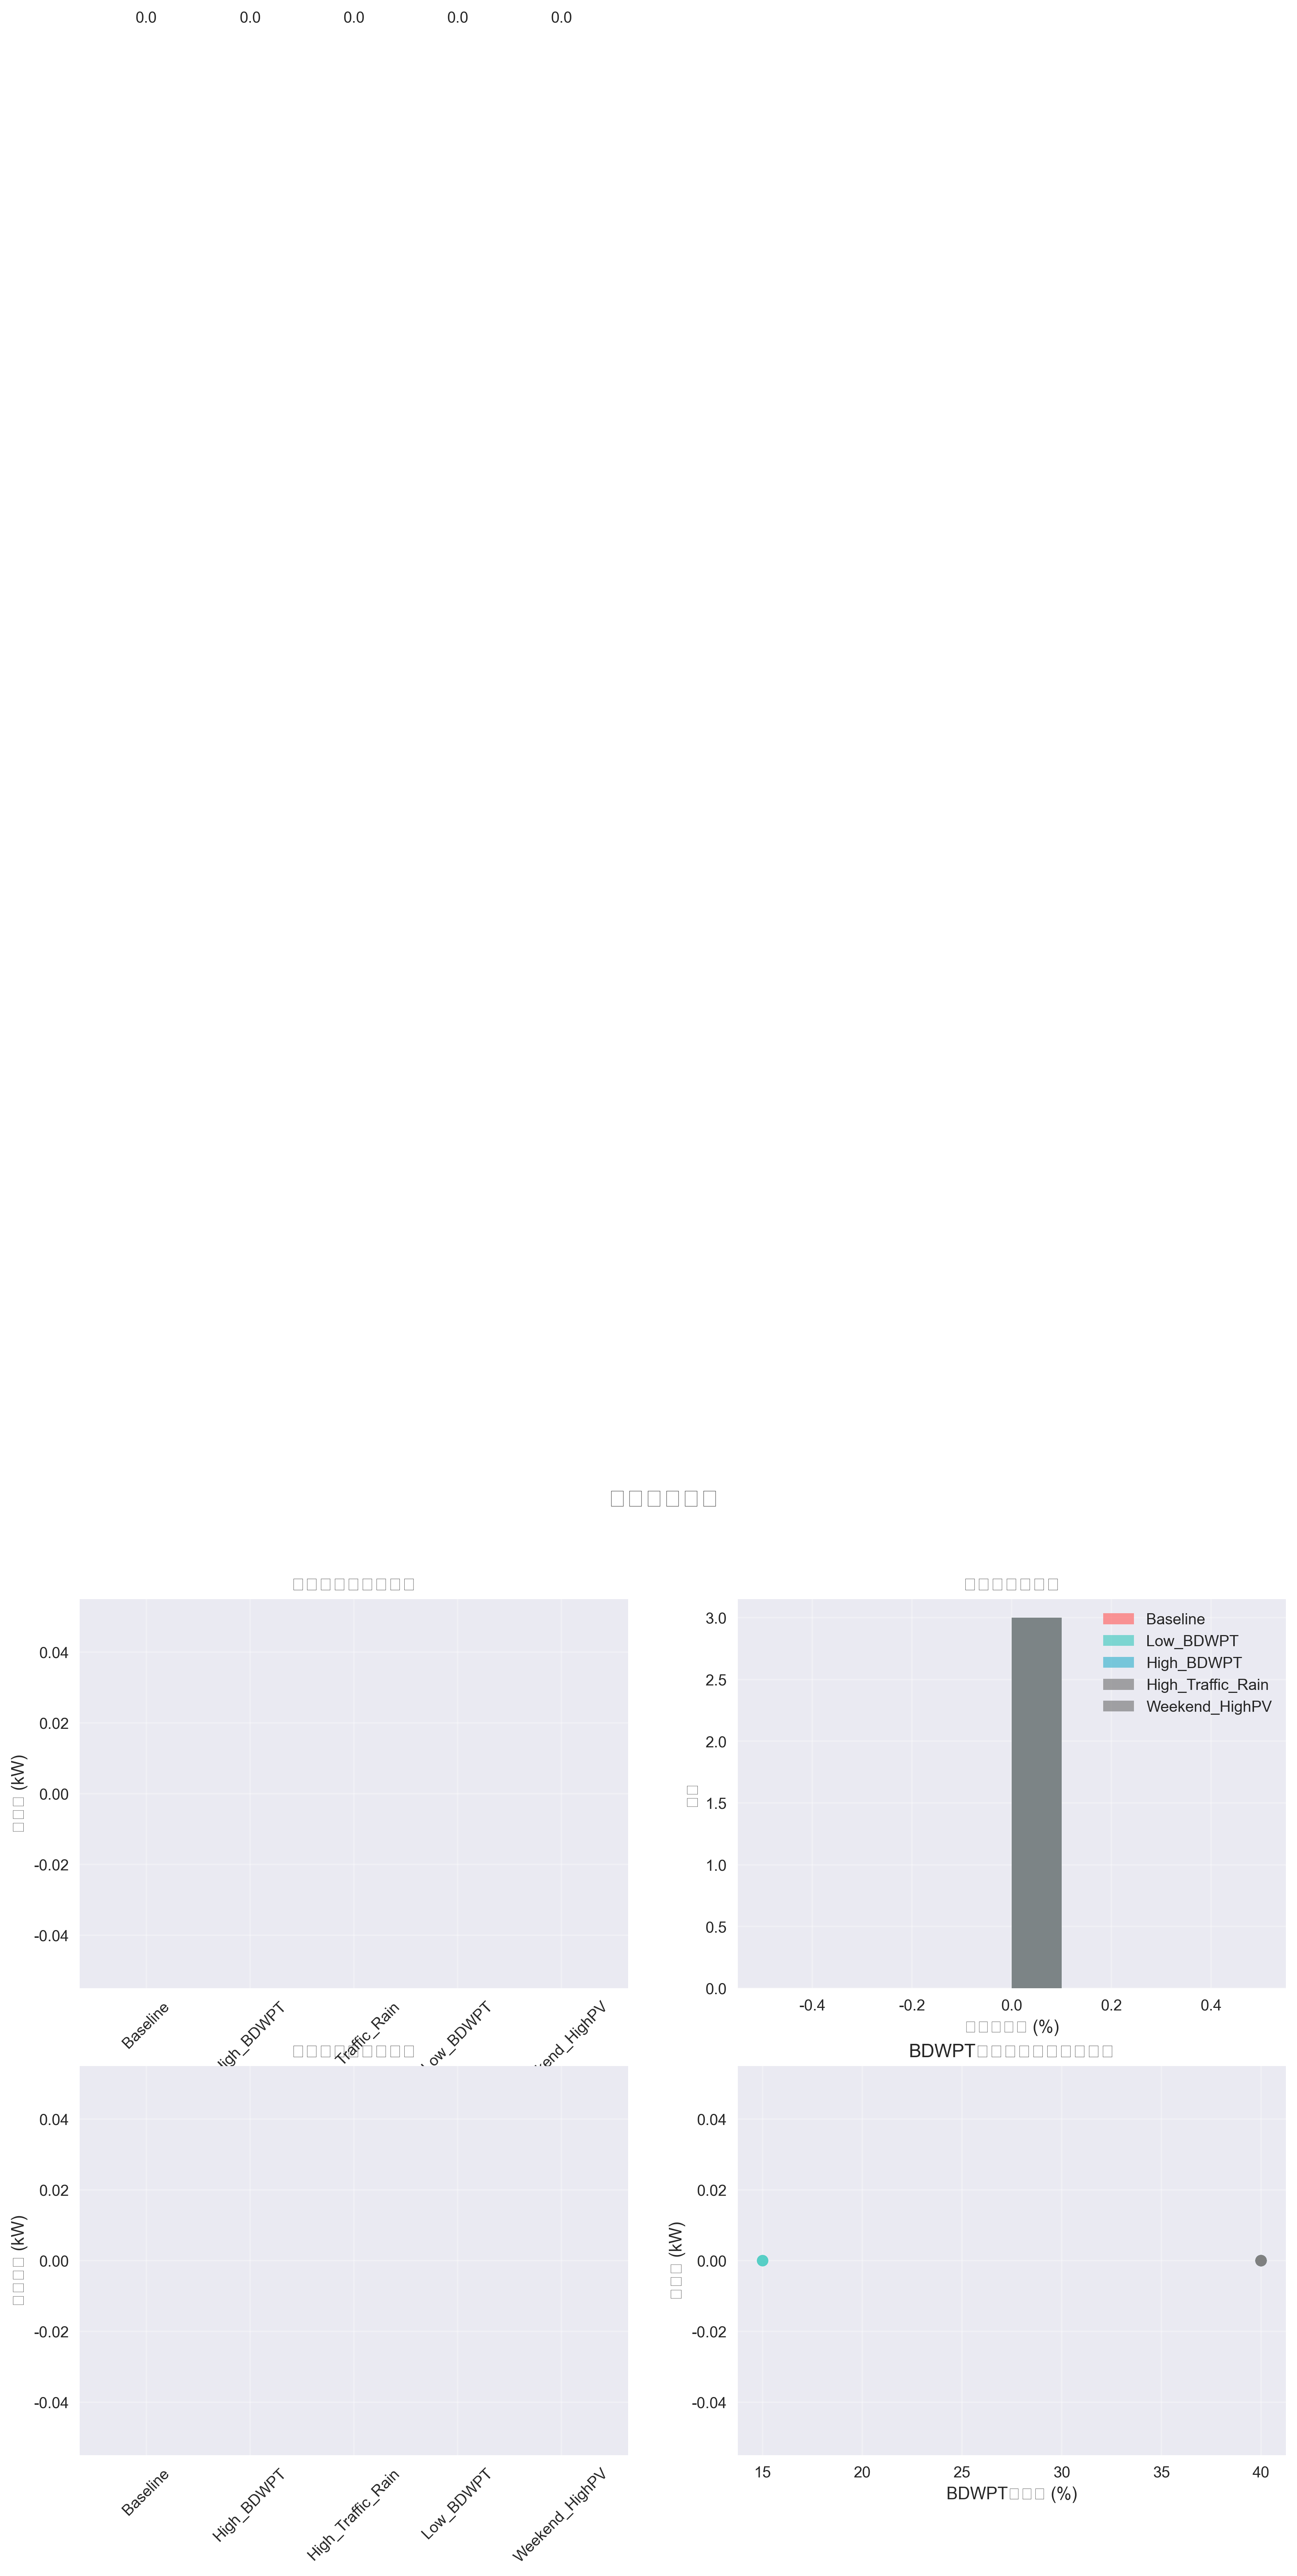 0.0 0.0 0.0 0.0 0.0
0.04
0.02
0.00
-0.02
-0.04
(kW)
Baseline
igh_BDWPT
Traffic_Rain
Low_BDWPT
end_HighPV
3.0
2.5
2.0
1.5
1.0
0.5
0.0
-0.4 -0.2 0.0 0.2 0.4
(%)
Baseline
Low_BDWPT
High_BDWPT
High_Traffic_Rain
Weekend_HighPV
0.04
0.02
0.00
-0.02
-0.04
(kW)
Baseline
High_BDWPT
High_Traffic_Rain
Low_BDWPT
Weekend_HighPV
BDWPT
0.04
0.02
0.00
-0.02
-0.04
(kW)
15 20 25 30 35 40
BDWPT (%)